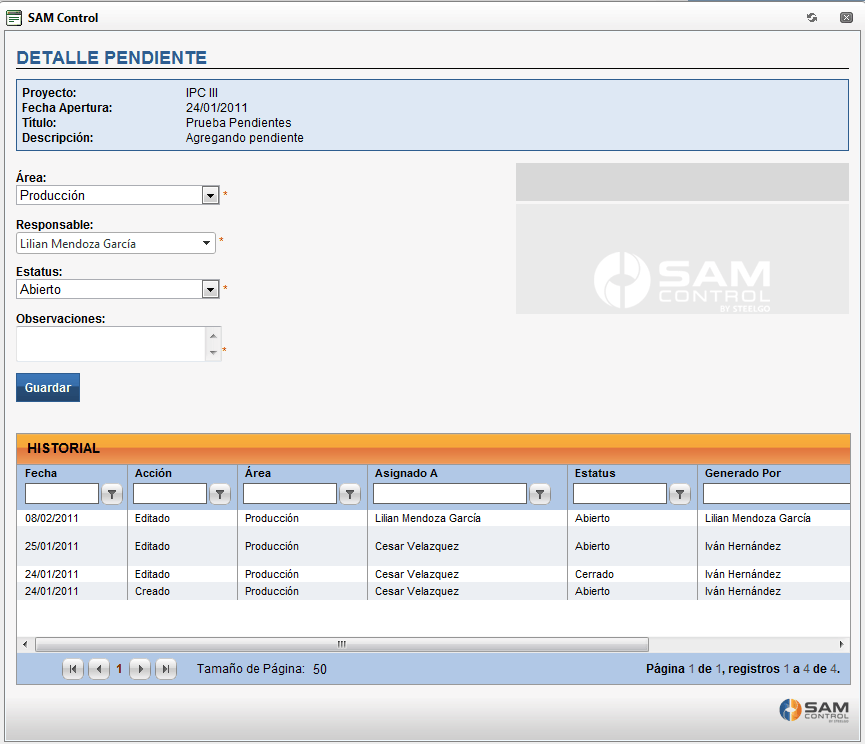 SAM Control
DETALLE PENDIENTE
Proyecto: IPC III
Fecha Apertura: 24/01/2011
Título: Prueba Pendientes
Descripción: Agregando pendiente
Área:
Producción *
Responsable:
Lilian Mendoza García *
Estatus:
Abierto *
Observaciones:
*
SAM
CONTROL
BY STEELGO
Guardar
HISTORIAL
Fecha Acción Área Asignado A Estatus Generado Por
08/02/2011 Editado Producción Lilian Mendoza García Abierto Lilian Mendoza García
25/01/2011 Editado Producción Cesar Velazquez Abierto Iván Hernández
24/01/2011 Editado Producción Cesar Velazquez Cerrado Iván Hernández
24/01/2011 Creado Producción Cesar Velazquez Abierto Iván Hernández
1 Tamaño de Página: 50 Página 1 de 1, registros 1 a 4 de 4.
SAM
CONTROL
BY STEELGO